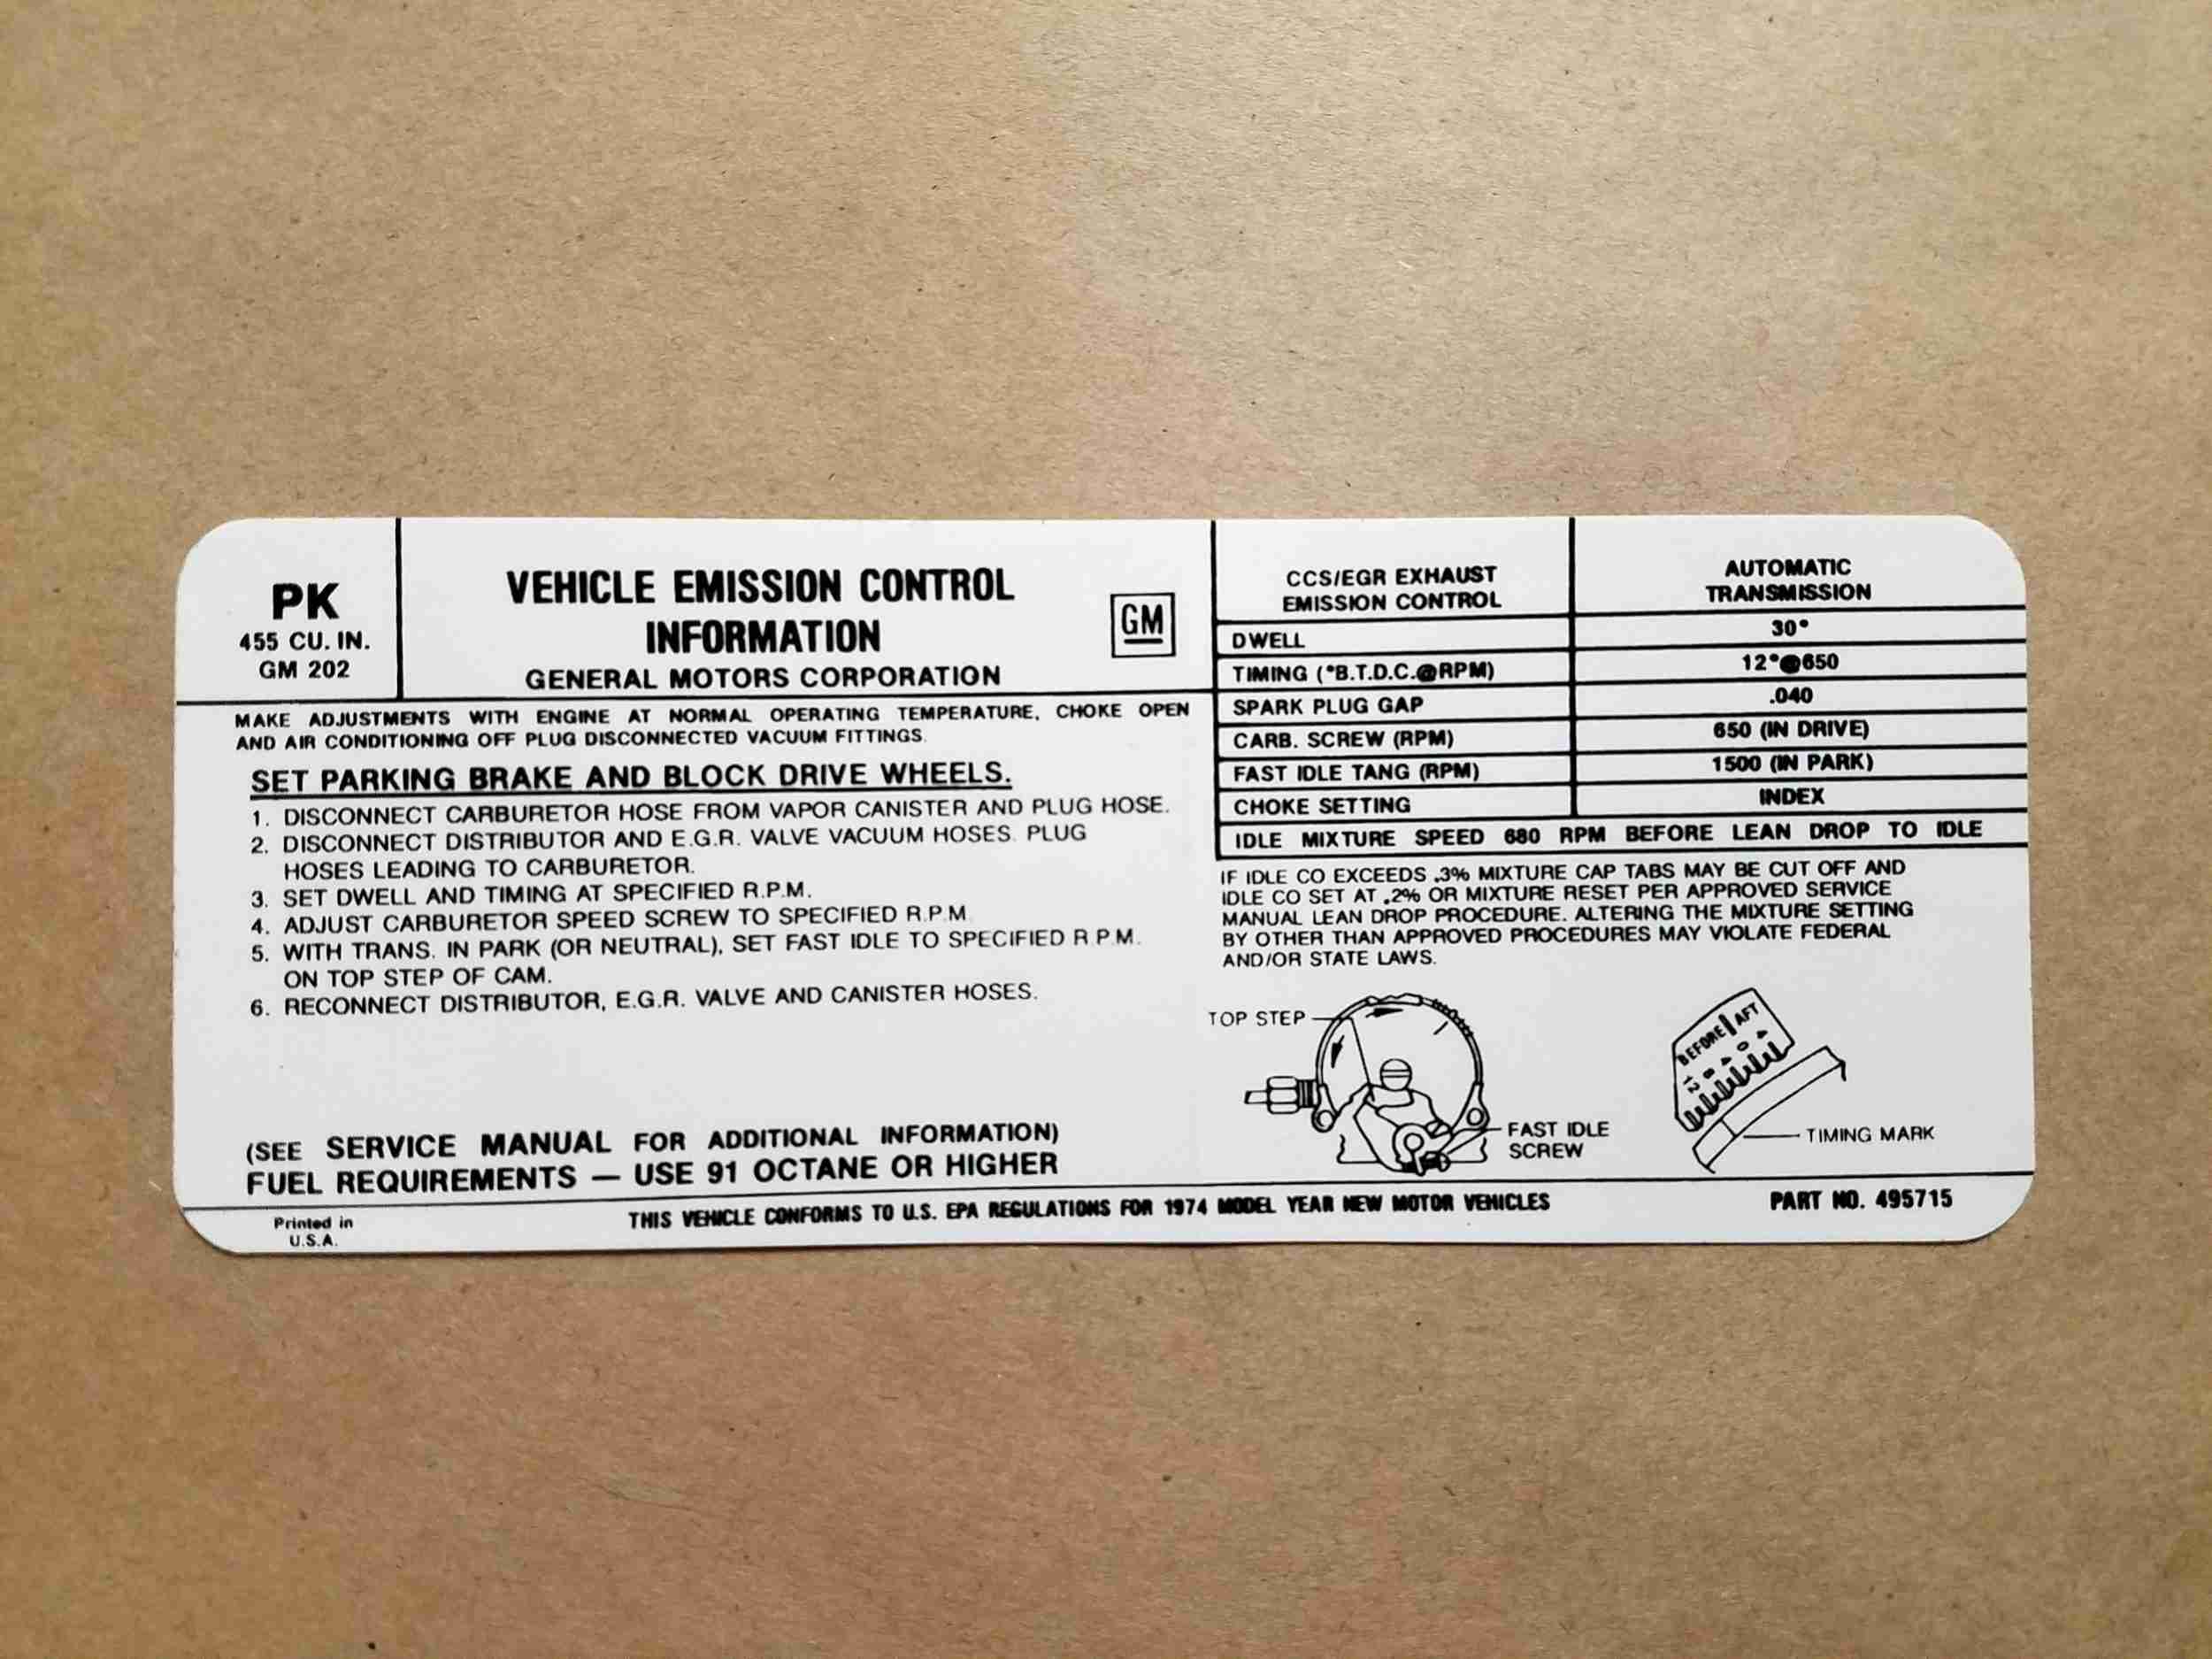 PK
455 CU. IN.
GM 202
VEHICLE EMISSION CONTROL
INFORMATION
GENERAL MOTORS CORPORATION
GM
MAKE ADJUSTMENTS WITH ENGINE AT NORMAL OPERATING TEMPERATURE, CHOKE OPEN
AND AIR CONDITIONING OFF PLUG DISCONNECTED VACUUM FITTINGS.
SET PARKING BRAKE AND BLOCK DRIVE WHEELS.
1. DISCONNECT CARBURETOR HOSE FROM VAPOR CANISTER AND PLUG HOSE.
2. DISCONNECT DISTRIBUTOR AND E.G.R. VALVE VACUUM HOSES. PLUG
HOSES LEADING TO CARBURETOR.
3. SET DWELL AND TIMING AT SPECIFIED R.P.M.
4. ADJUST CARBURETOR SPEED SCREW TO SPECIFIED R.P.M.
5. WITH TRANS. IN PARK (OR NEUTRAL), SET FAST IDLE TO SPECIFIED R.P.M.
ON TOP STEP OF CAM.
6. RECONNECT DISTRIBUTOR, E.G.R. VALVE AND CANISTER HOSES.
(SEE SERVICE MANUAL FOR ADDITIONAL INFORMATION)
FUEL REQUIREMENTS — USE 91 OCTANE OR HIGHER
CCS/EGR EXHAUST
EMISSION CONTROL
AUTOMATIC
TRANSMISSION
DWELL 30°
TIMING (°B.T.D.C.@RPM) 12°@650
SPARK PLUG GAP .040
CARB. SCREW (RPM) 650 (IN DRIVE)
FAST IDLE TANG (RPM) 1500 (IN PARK)
CHOKE SETTING INDEX
IDLE MIXTURE SPEED 680 RPM BEFORE LEAN DROP TO IDLE
IF IDLE CO EXCEEDS .3% MIXTURE CAP TABS MAY BE CUT OFF AND
IDLE CO SET AT .2% OR MIXTURE RESET PER APPROVED SERVICE
MANUAL LEAN DROP PROCEDURE. ALTERING THE MIXTURE SETTING
BY OTHER THAN APPROVED PROCEDURES MAY VIOLATE FEDERAL
AND/OR STATE LAWS.
TOP STEP
FAST IDLE
SCREW
BEFORE AFT
12 8 4 0 4
TIMING MARK
Printed in
U.S.A.
THIS VEHICLE CONFORMS TO U.S. EPA REGULATIONS FOR 1974 MODEL YEAR NEW MOTOR VEHICLES
PART NO. 495715